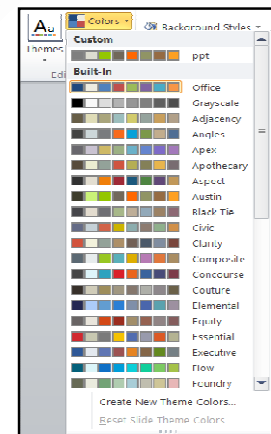 Colors
Background Styles
Aa
Themes
Edi
Custom
ppt
Built-In
Office
Grayscale
Adjacency
Angles
Apex
Apothecary
Aspect
Austin
Black Tie
Civic
Clarity
Composite
Concourse
Couture
Elemental
Equity
Essential
Executive
Flow
Foundry
Create New Theme Colors...
Reset Slide Theme Colors